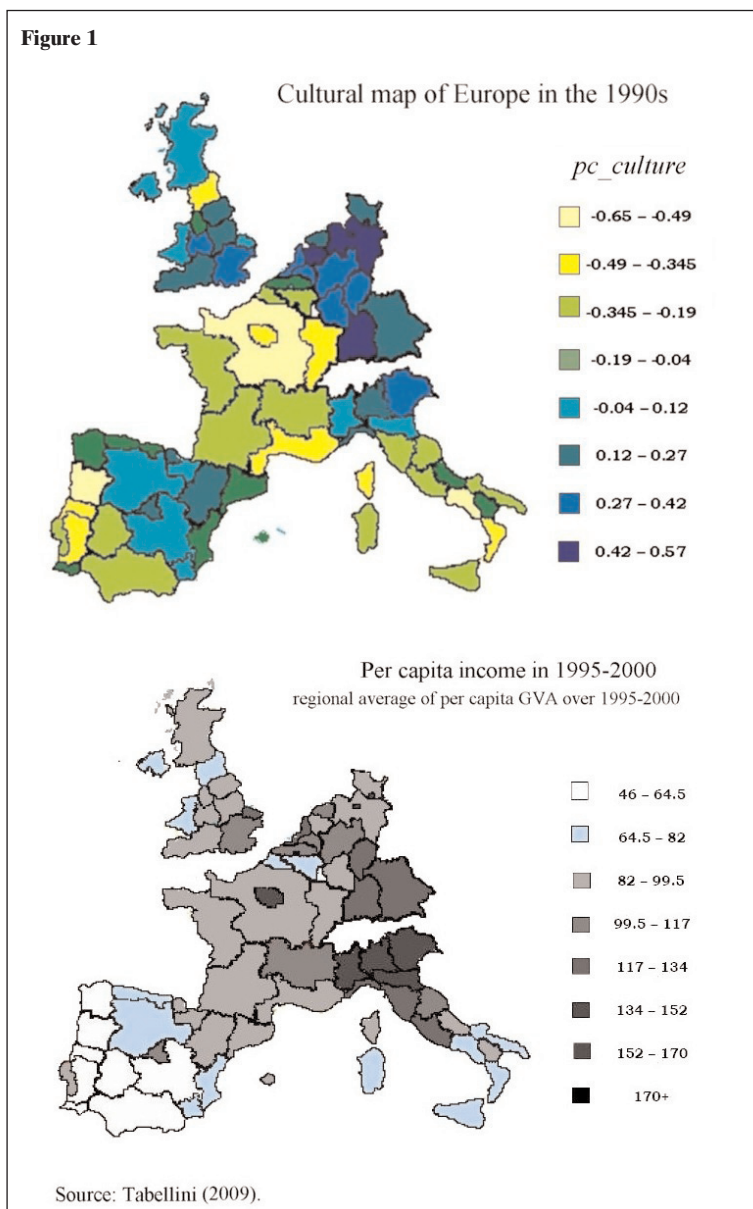 Figure 1
Cultural map of Europe in the 1990s
pc_culture
-0.65 – -0.49
-0.49 – -0.345
-0.345 – -0.19
-0.19 – -0.04
-0.04 – 0.12
0.12 – 0.27
0.27 – 0.42
0.42 – 0.57
Per capita income in 1995-2000
regional average of per capita GVA over 1995-2000
46 – 64.5
64.5 – 82
82 – 99.5
99.5 – 117
117 – 134
134 – 152
152 – 170
170+
Source: Tabellini (2009).